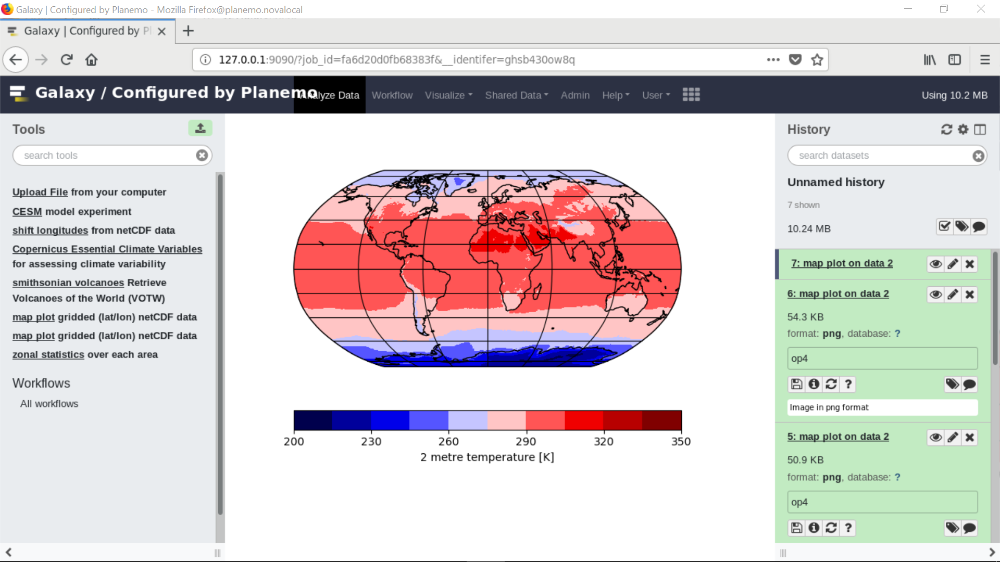 Galaxy | Configured by Planemo - Mozilla Firefox@planemo.novalocal
Galaxy | Configured by Pl
127.0.0.1:9090/?job_id=fa6d20d0fb68383f&__identifer=ghsb430ow8q
Galaxy / Configured by Planemo
Analyze Data Workflow Visualize Shared Data Admin Help User Using 10.2 MB
Tools
search tools
Upload File from your computer
CESM model experiment
shift longitudes from netCDF data
Copernicus Essential Climate Variables
for assessing climate variability
smithsonian volcanoes Retrieve
Volcanoes of the World (VOTW)
map plot gridded (lat/lon) netCDF data
map plot gridded (lat/lon) netCDF data
zonal statistics over each area
Workflows
All workflows
200 230 260 290 320 350
2 metre temperature [K]
History
search datasets
Unnamed history
7 shown
10.24 MB
7: map plot on data 2
6: map plot on data 2
54.3 KB
format: png, database: ?
op4
?
Image in png format
5: map plot on data 2
50.9 KB
format: png, database: ?
op4
?